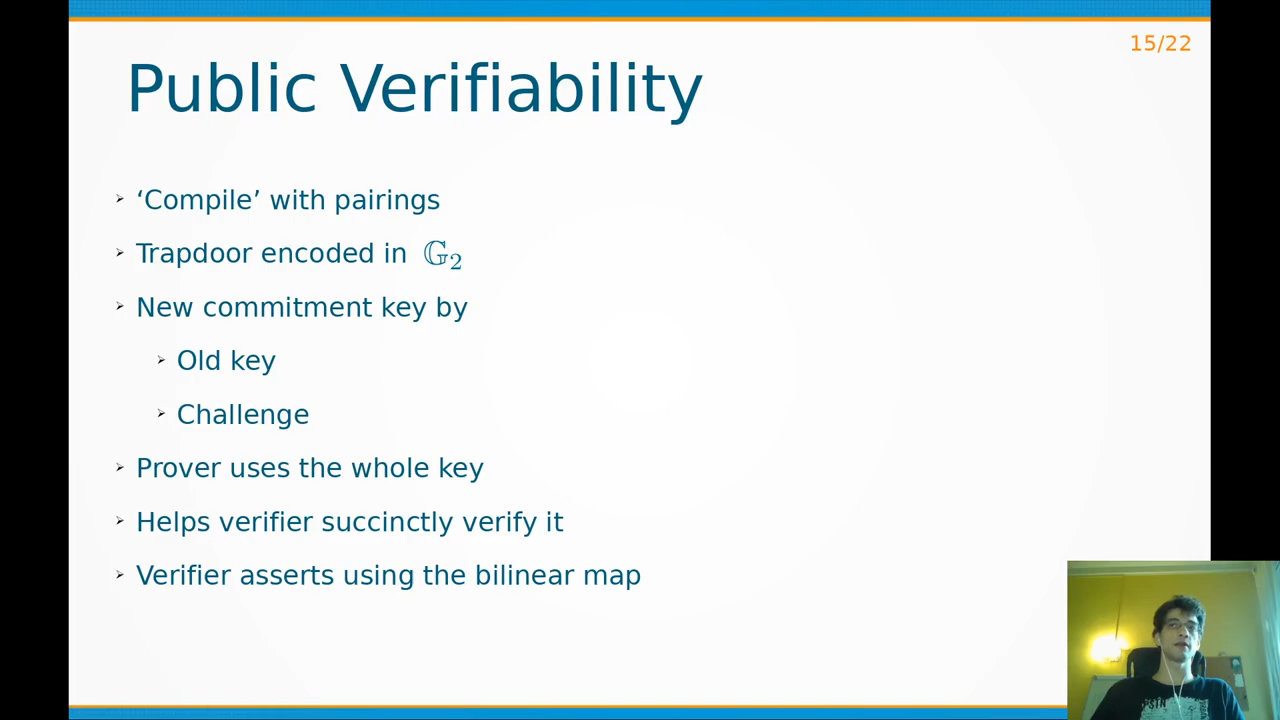 15/22
Public Verifiability
‘Compile’ with pairings
Trapdoor encoded in 𝔾₂
New commitment key by
Old key
Challenge
Prover uses the whole key
Helps verifier succinctly verify it
Verifier asserts using the bilinear map